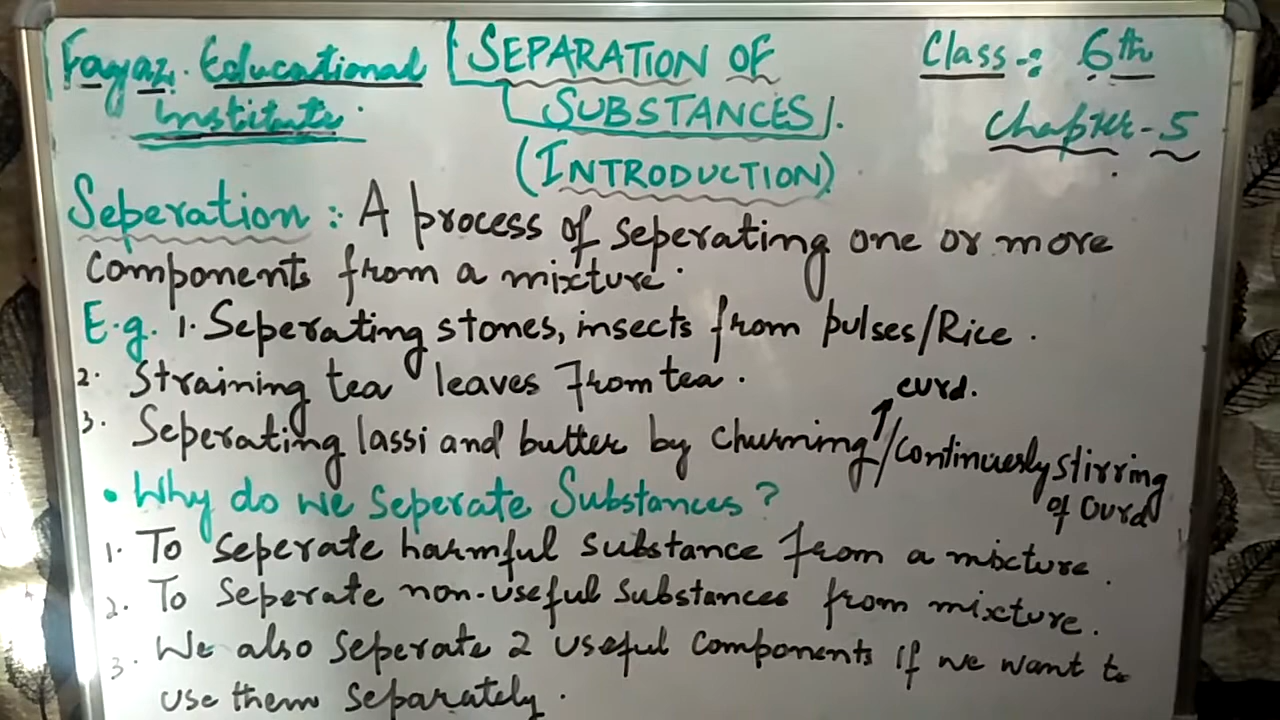 Fayaz. Educational Institute.
SEPARATION OF SUBSTANCES.
(INTRODUCTION)
Class -: 6th
Chapter - 5
Seperation : A process of seperating one or more
components from a mixture.
E.g. 1. Seperating stones, insects from pulses/Rice.
2. Straining tea leaves from tea.
3. Seperating lassi and butter by churning curd. /continuesly stirring of curd
• Why do we seperate Substances?
1. To seperate harmful substance from a mixture.
2. To seperate non-useful substances from mixture.
3. We also seperate 2 useful components if we want to
use them separately.